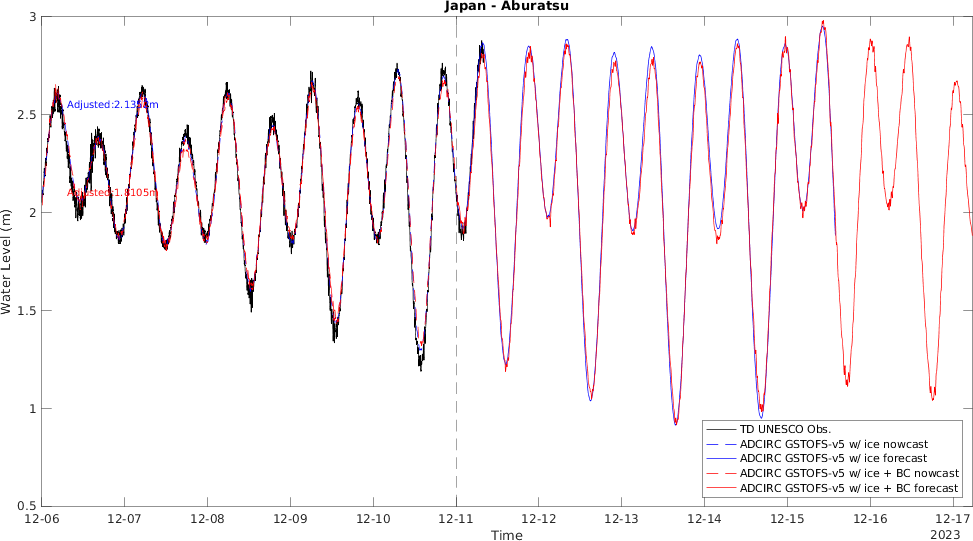 Japan - Aburatsu
Water Level (m)
3
2.5
2
1.5
1
0.5
Adjusted:2.1358m
Adjusted:1.8105m
TD UNESCO Obs.
ADCIRC GSTOFS-v5 w/ ice nowcast
ADCIRC GSTOFS-v5 w/ ice forecast
ADCIRC GSTOFS-v5 w/ ice + BC nowcast
ADCIRC GSTOFS-v5 w/ ice + BC forecast
12-06 12-07 12-08 12-09 12-10 12-11 12-12 12-13 12-14 12-15 12-16 12-17
Time
2023